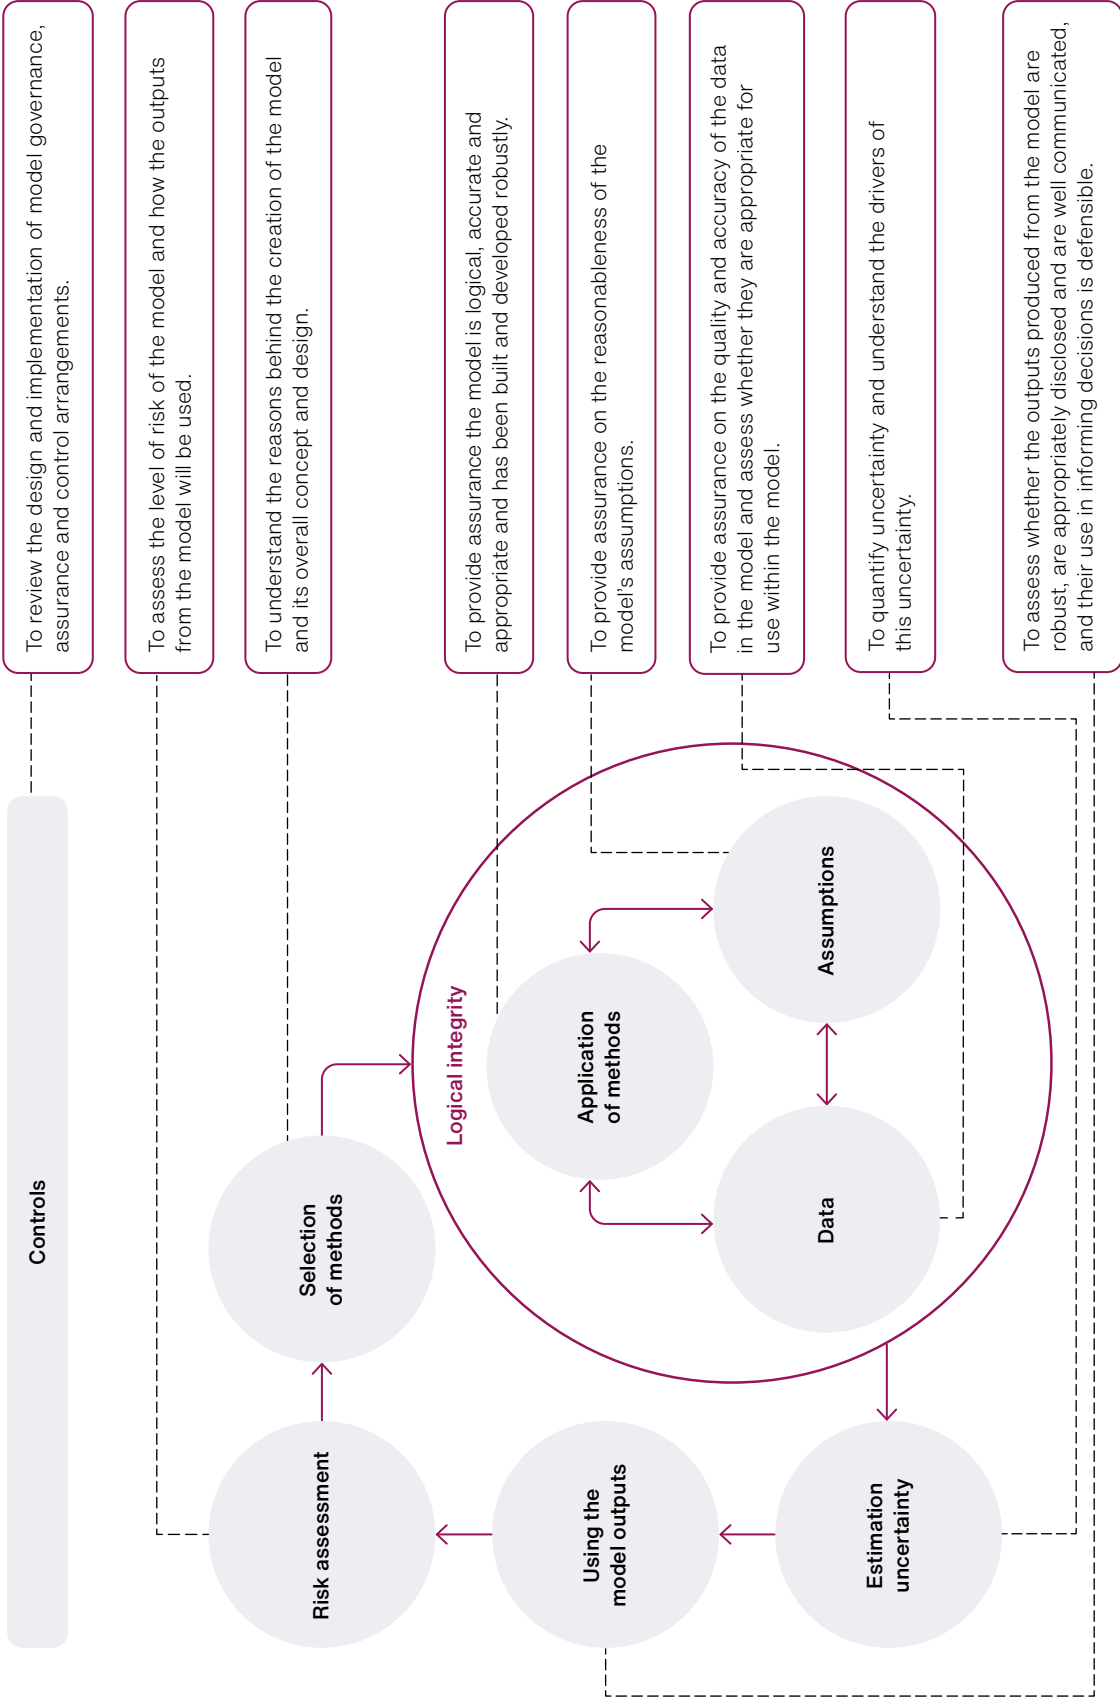 Controls
To review the design and implementation of model governance,
assurance and control arrangements.
Risk assessment
To assess the level of risk of the model and how the outputs
from the model will be used.
Selection
of methods
To understand the reasons behind the creation of the model
and its overall concept and design.
Logical integrity
Application
of methods
To provide assurance the model is logical, accurate and
appropriate and has been built and developed robustly.
Assumptions
To provide assurance on the reasonableness of the
model’s assumptions.
Data
To provide assurance on the quality and accuracy of the data
in the model and assess whether they are appropriate for
use within the model.
Estimation
uncertainty
To quantify uncertainty and understand the drivers of
this uncertainty.
Using the
model outputs
To assess whether the outputs produced from the model are
robust, are appropriately disclosed and are well communicated,
and their use in informing decisions is defensible.